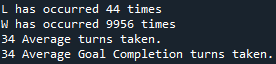 L has occurred 44 times
W has occurred 9956 times
34 Average turns taken.
34 Average Goal Completion turns taken.